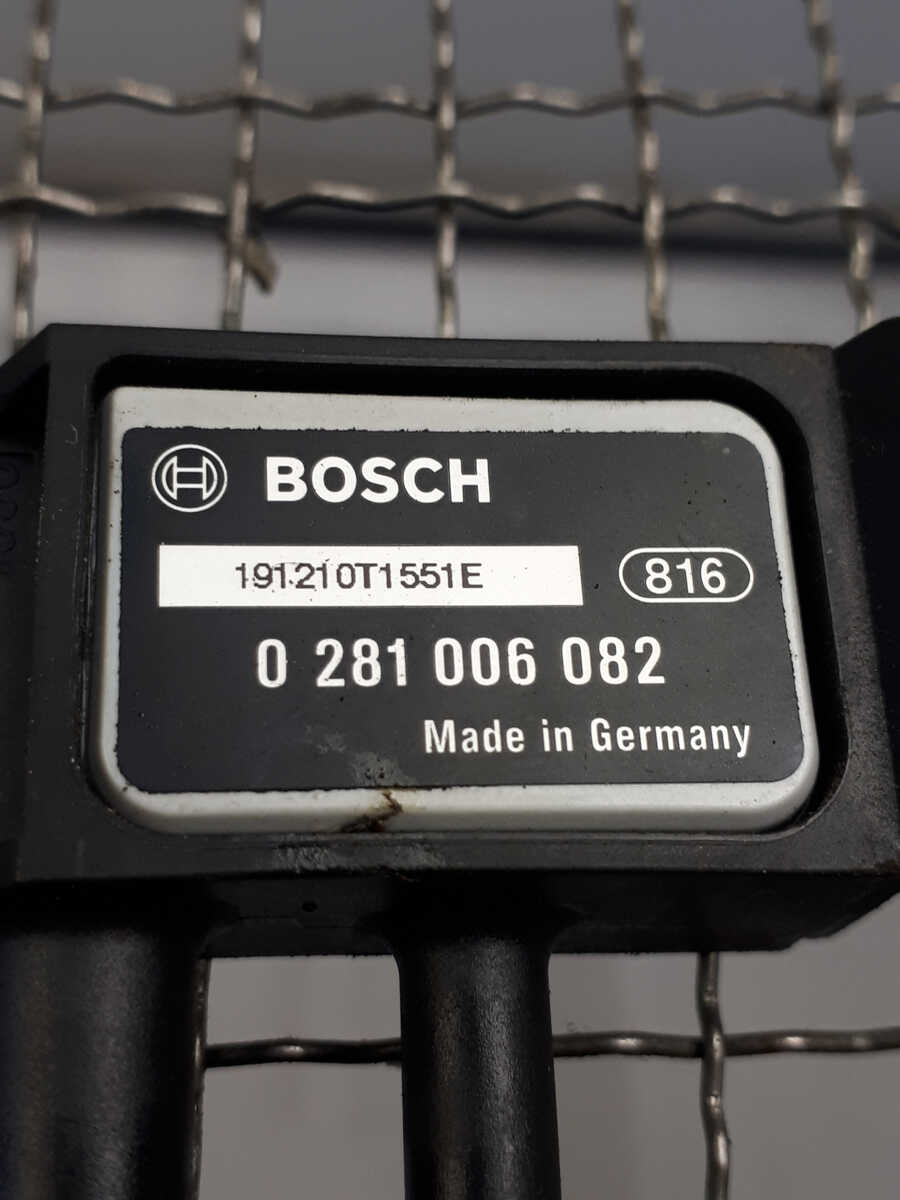 BOSCH
191210T1551E
816
0 281 006 082
Made in Germany